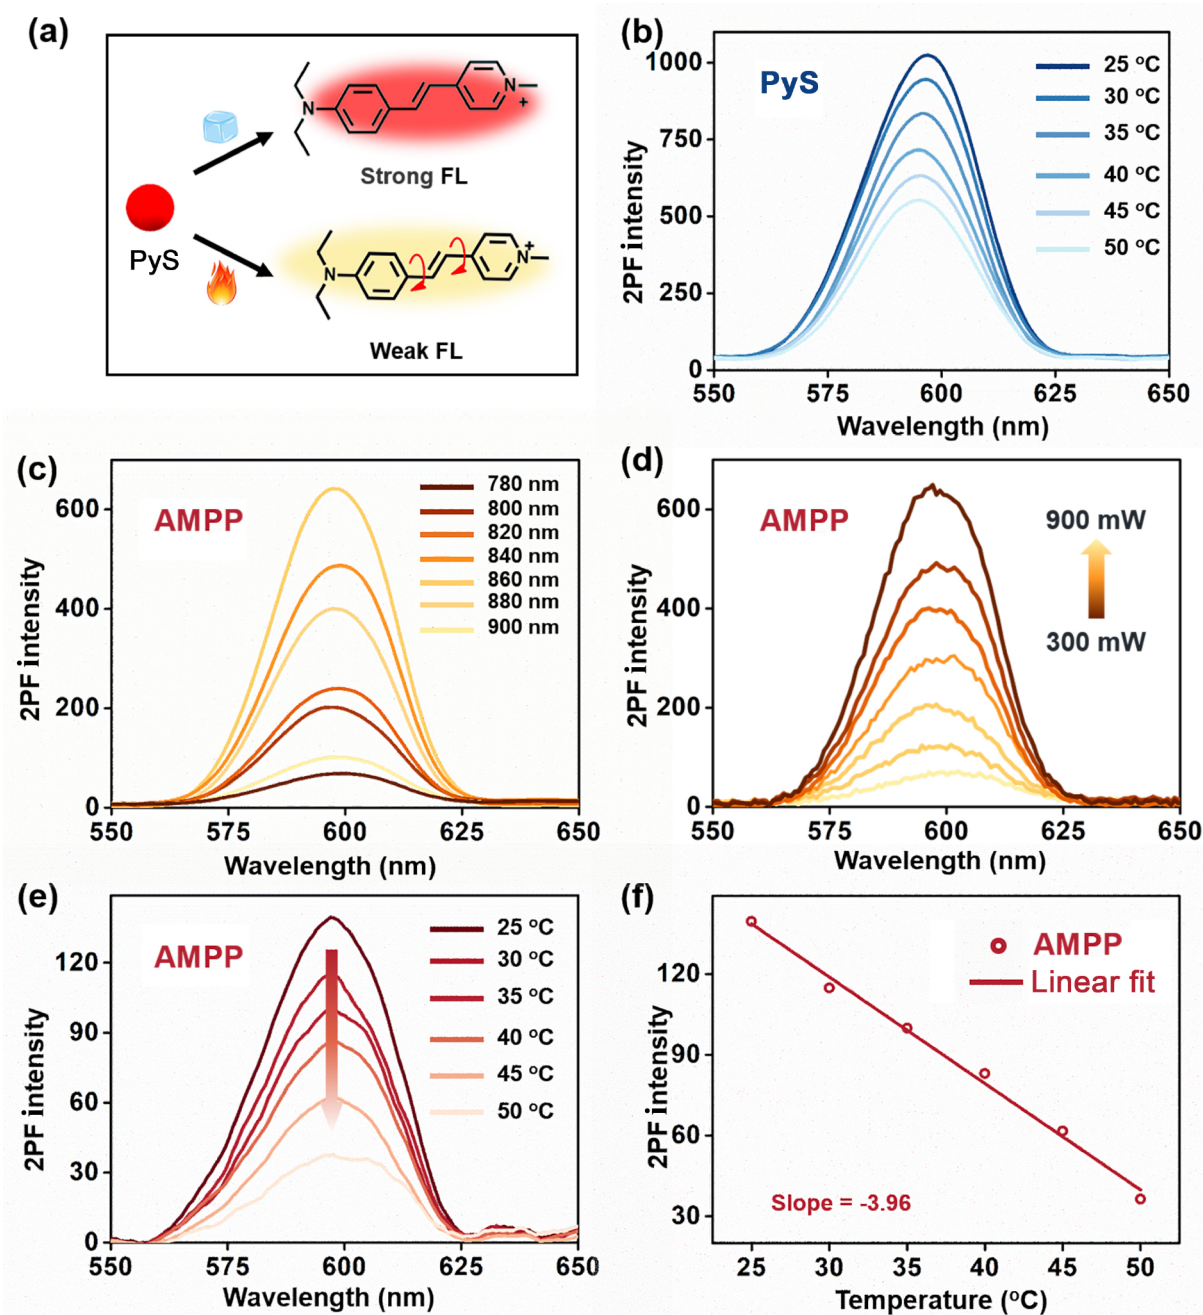 (a)
N
N
+
Strong FL
PyS
N
N
+
Weak FL
(b)
PyS
25 °C
30 °C
35 °C
40 °C
45 °C
50 °C
1000
750
500
250
0
550 575 600 625 650
2PF intensity
Wavelength (nm)
(c)
AMPP
780 nm
800 nm
820 nm
840 nm
860 nm
880 nm
900 nm
600
400
200
0
550 575 600 625 650
2PF intensity
Wavelength (nm)
(d)
AMPP
900 mW
300 mW
600
400
200
0
550 575 600 625 650
2PF intensity
Wavelength (nm)
(e)
AMPP
25 °C
30 °C
35 °C
40 °C
45 °C
50 °C
120
90
60
30
0
550 575 600 625 650
2PF intensity
Wavelength (nm)
(f)
AMPP
Linear fit
Slope = -3.96
120
90
60
30
25 30 35 40 45 50
2PF intensity
Temperature (°C)